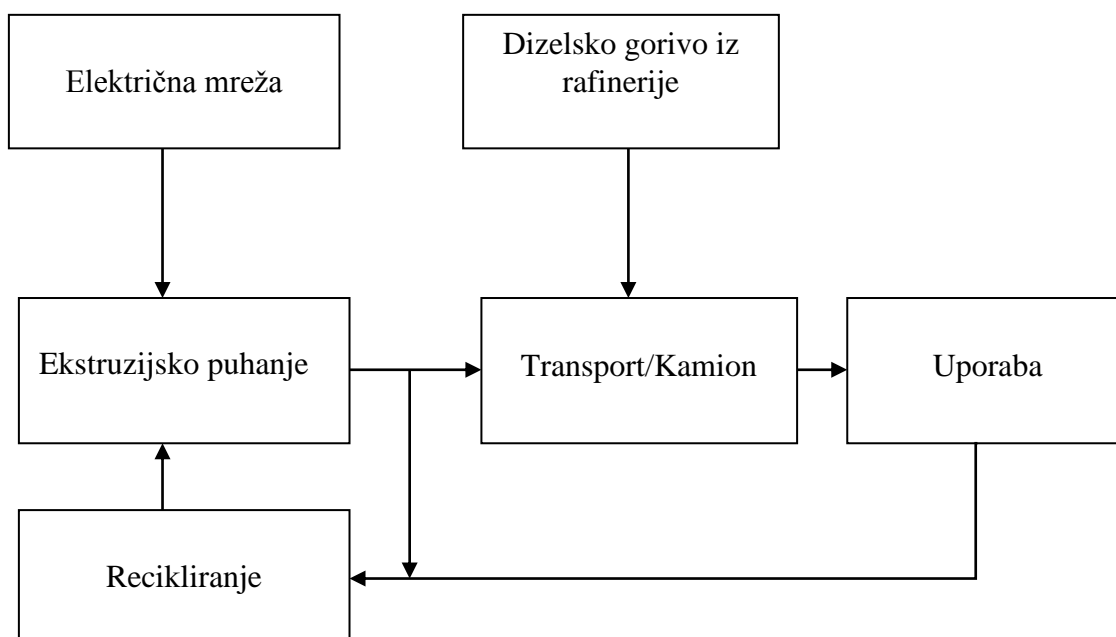 Električna mreža
Dizelsko gorivo iz
rafinerije
Ekstruzijsko puhanje
Transport/Kamion
Uporaba
Recikliranje